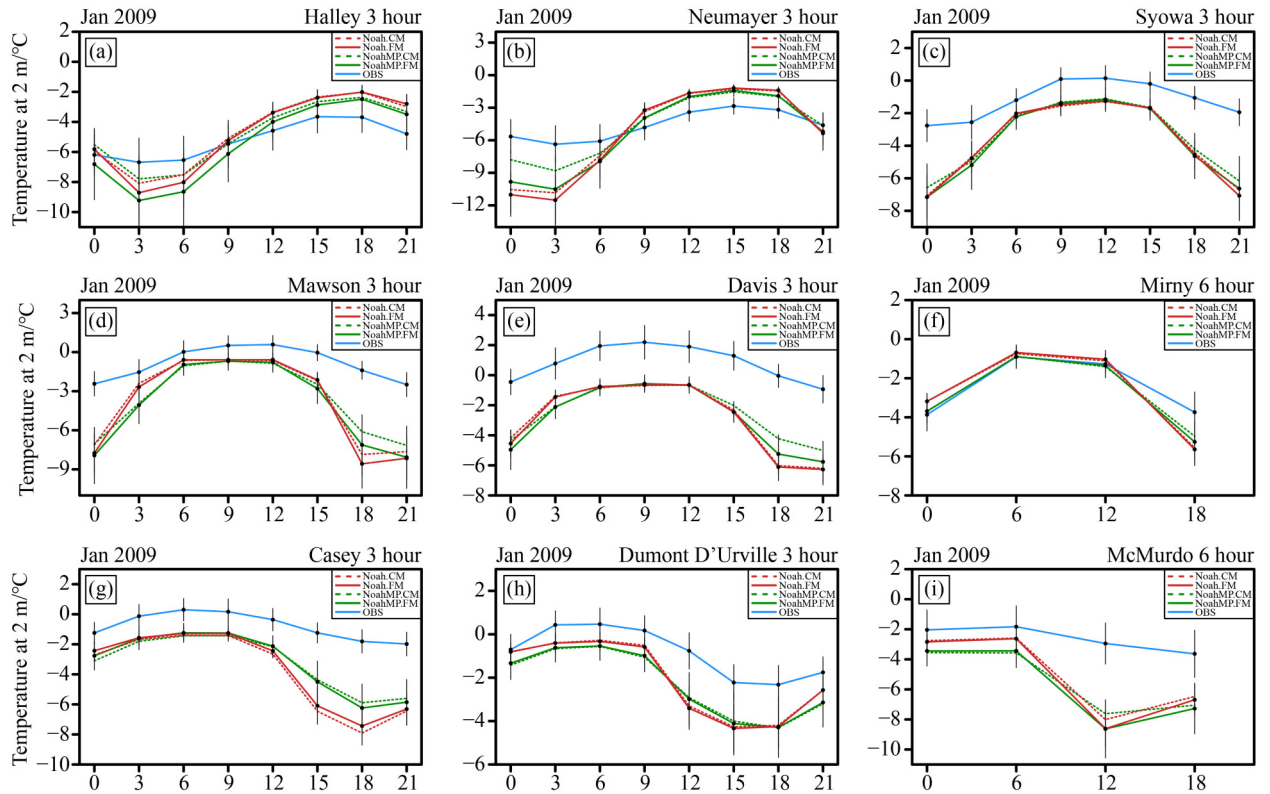 Jan 2009 Halley 3 hour
(a)
Noah.CM
Noah.FM
NoahMP.CM
NoahMP.FM
OBS
Temperature at 2 m/°C
2
0
−2
−4
−6
−8
−10
0 3 6 9 12 15 18 21
Neumayer 3 hour
Jan 2009
(b)
Noah.CM
Noah.FM
NoahMP.CM
NoahMP.FM
OBS
3
0
−3
−6
−9
−12
0 3 6 9 12 15 18 21
Jan 2009 Syowa 3 hour
(c)
Noah.CM
Noah.FM
NoahMP.CM
NoahMP.FM
OBS
2
0
−2
−4
−6
−8
0 3 6 9 12 15 18 21
Jan 2009 Mawson 3 hour
(d)
Noah.CM
Noah.FM
NoahMP.CM
NoahMP.FM
OBS
Temperature at 2 m/°C
3
0
−3
−6
−9
0 3 6 9 12 15 18 21
Jan 2009 Davis 3 hour
(e)
Noah.CM
Noah.FM
NoahMP.CM
NoahMP.FM
OBS
4
2
0
−2
−4
−6
−8
0 3 6 9 12 15 18 21
Jan 2009 Mirny 6 hour
(f)
Noah.CM
Noah.FM
NoahMP.CM
NoahMP.FM
OBS
2
0
−2
−4
−6
−8
0 6 12 18
Jan 2009 Casey 3 hour
(g)
Noah.CM
Noah.FM
NoahMP.CM
NoahMP.FM
OBS
Temperature at 2 m/°C
2
0
−2
−4
−6
−8
−10
0 3 6 9 12 15 18 21
Jan 2009 Dumont D’Urville 3 hour
(h)
Noah.CM
Noah.FM
NoahMP.CM
NoahMP.FM
OBS
2
0
−2
−4
−6
0 3 6 9 12 15 18 21
Jan 2009 McMurdo 6 hour
(i)
Noah.CM
Noah.FM
NoahMP.CM
NoahMP.FM
OBS
2
0
−2
−4
−6
−8
−10
0 6 12 18